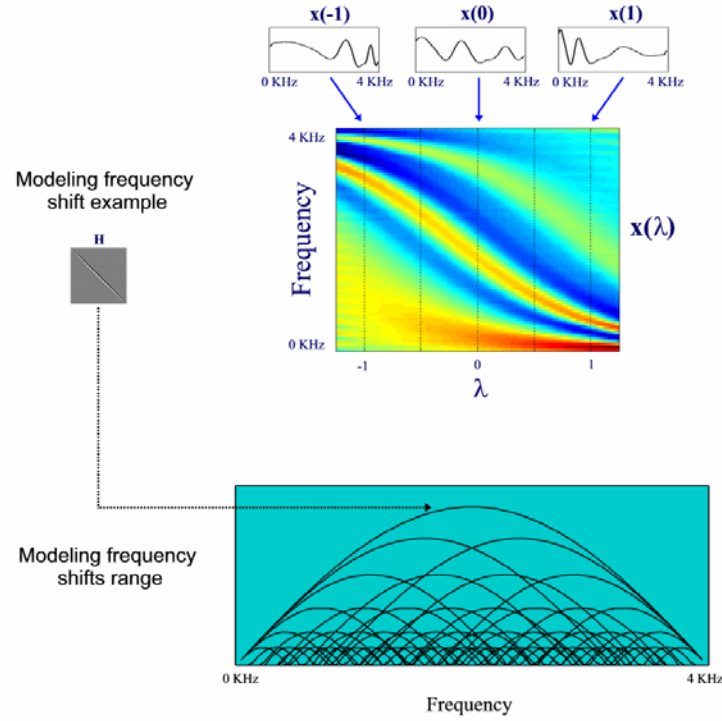 x(-1) x(0) x(1)
0 KHz 4 KHz 0 KHz 4 KHz 0 KHz 4 KHz
4 KHz
Modeling frequency
shift example
H
Frequency
x(λ)
0 KHz
-1 0 1
λ
Modeling frequency
shifts range
0 KHz 4 KHz
Frequency